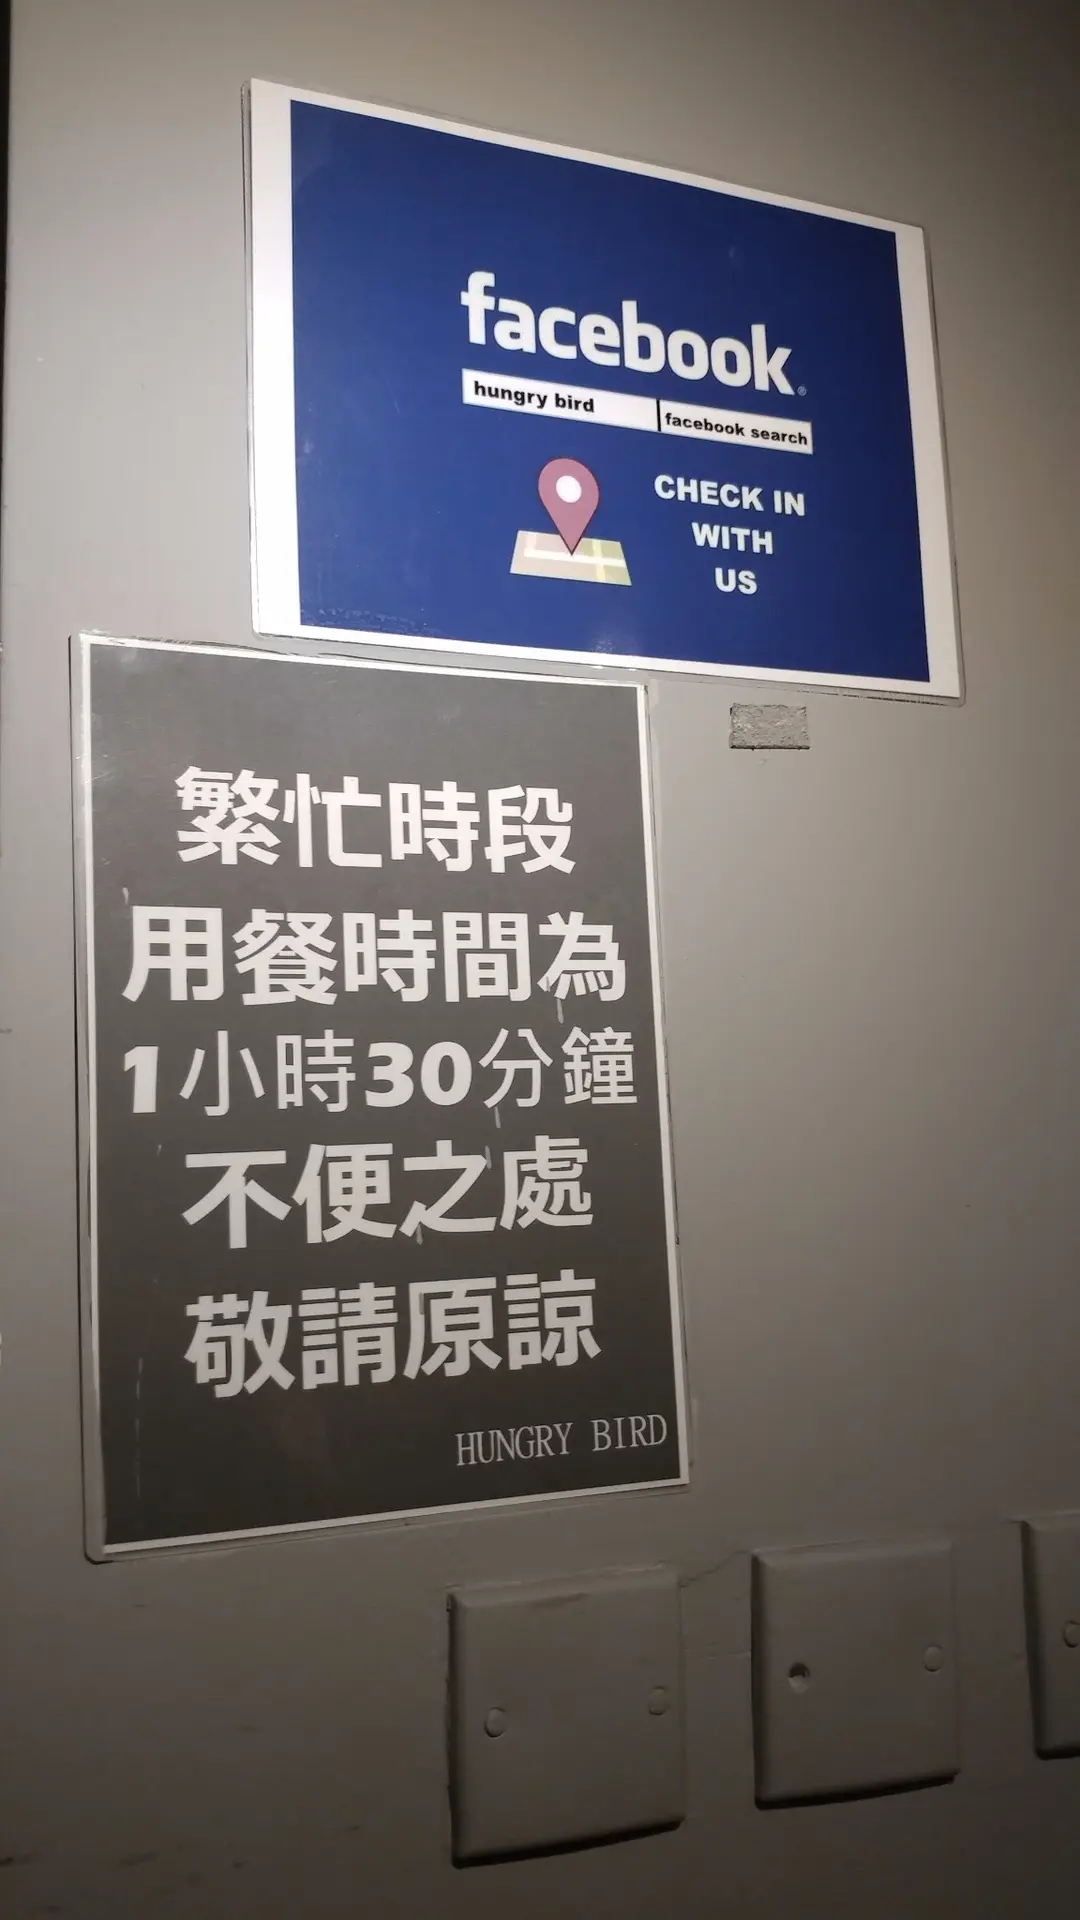 facebook®
hungry bird facebook search
CHECK IN
WITH
US
繁忙時段
用餐時間為
1小時30分鐘
不便之處
敬請原諒
HUNGRY BIRD